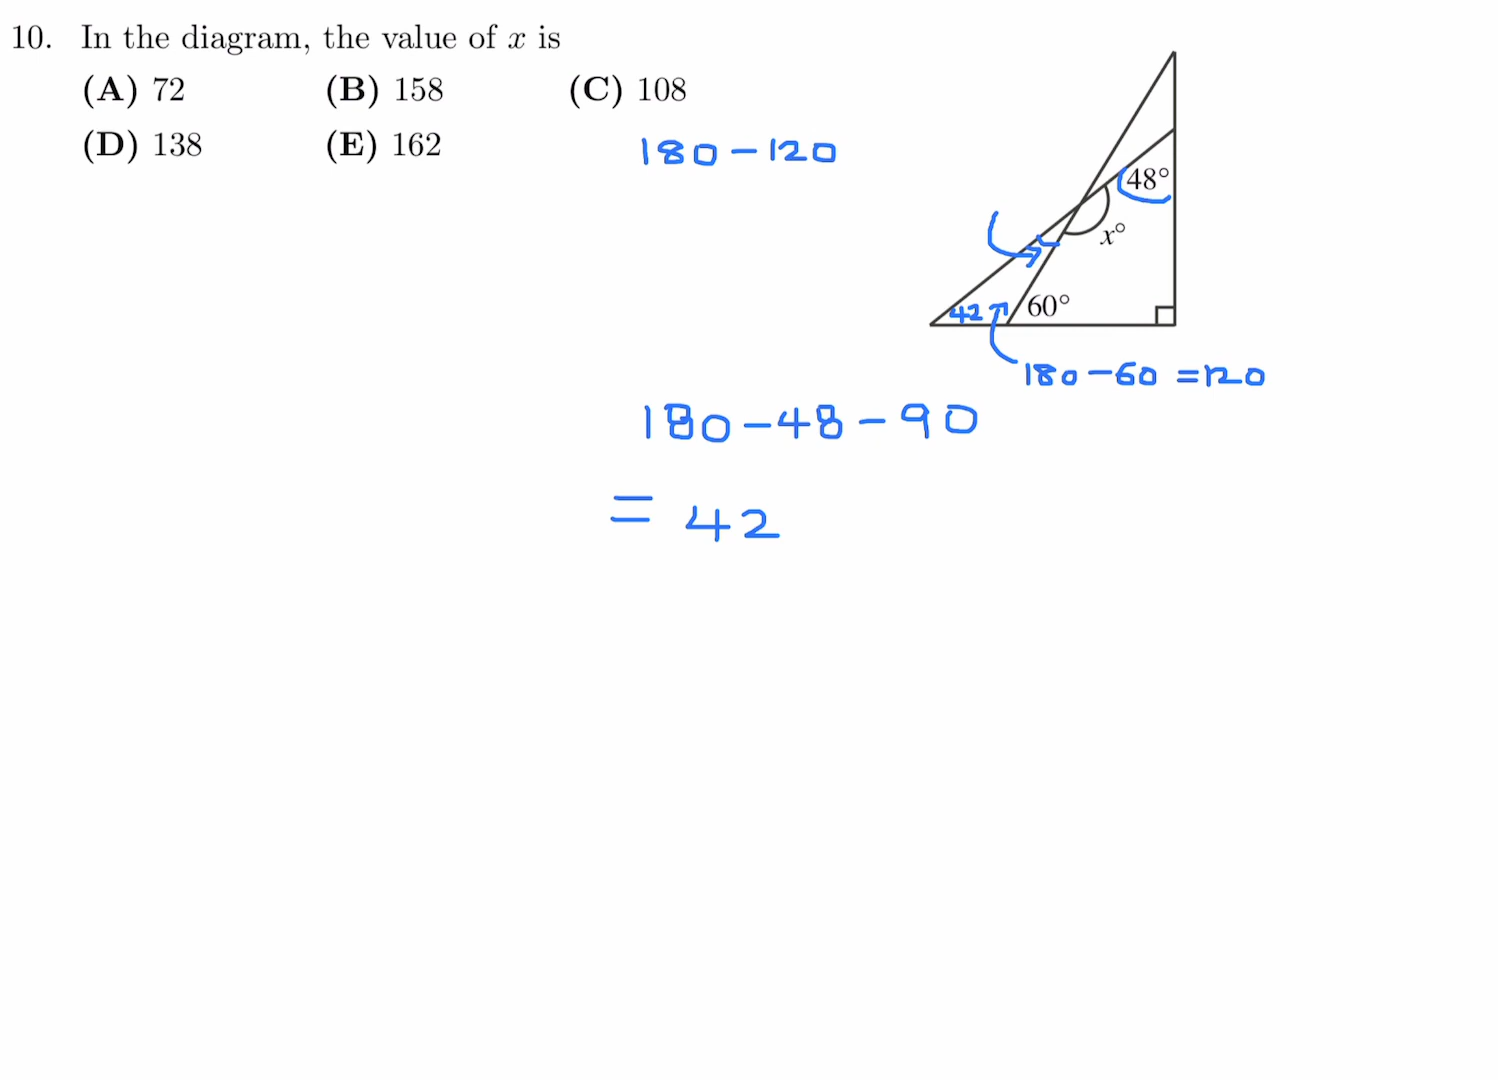 10. In the diagram, the value of x is
(A) 72 (B) 158 (C) 108
(D) 138 (E) 162
180-120
48°
x°
42
60°
180-60=120
180-48-90
= 42